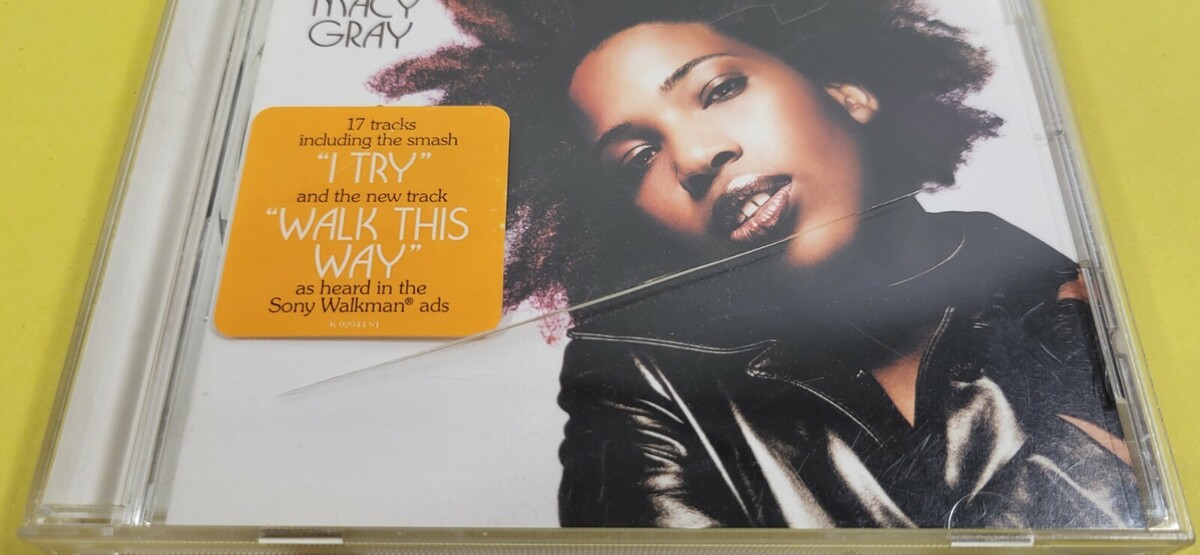 MACY
GRAY
17 tracks
including the smash
"I TRY"
and the new track
"WALK THIS
WAY"
as heard in the
Sony Walkman® ads